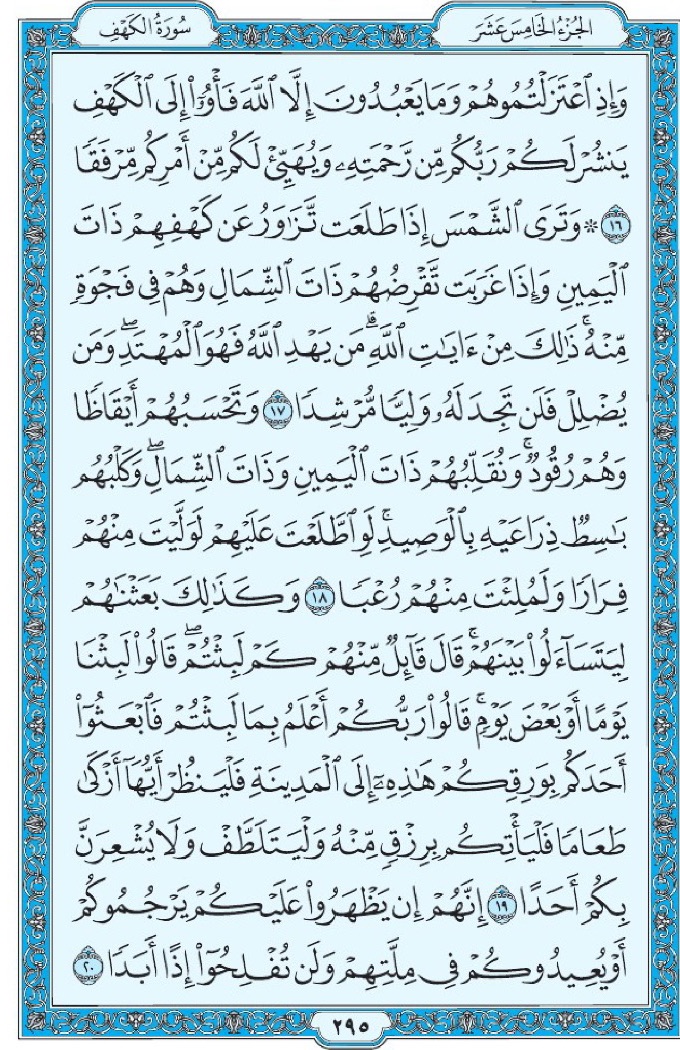 الجُزْءُ الخَامِسَ عَشَرَ
سُورَةُ الكَهْفِ
وَإِذِ ٱعْتَزَلْتُمُوهُمْ وَمَا يَعْبُدُونَ إِلَّا ٱللَّهَ فَأْوُۥٓا۟ إِلَى ٱلْكَهْفِ
يَنشُرْ لَكُمْ رَبُّكُم مِّن رَّحْمَتِهِۦ وَيُهَيِّئْ لَكُم مِّنْ أَمْرِكُم مِّرْفَقًا
١٦ ۞ وَتَرَى ٱلشَّمْسَ إِذَا طَلَعَت تَّزَٰوَرُ عَن كَهْفِهِمْ ذَاتَ
ٱلْيَمِينِ وَإِذَا غَرَبَت تَّقْرِضُهُمْ ذَاتَ ٱلشِّمَالِ وَهُمْ فِى فَجْوَةٍ
مِّنْهُ ۚ ذَٰلِكَ مِنْ ءَايَٰتِ ٱللَّهِ ۗ مَن يَهْدِ ٱللَّهُ فَهُوَ ٱلْمُهْتَدِ ۖ وَمَن
يُضْلِلْ فَلَن تَجِدَ لَهُۥ وَلِيًّا مُّرْشِدًا ١٧ وَتَحْسَبُهُمْ أَيْقَاظًا
وَهُمْ رُقُودٌ ۚ وَنُقَلِّبُهُمْ ذَاتَ ٱلْيَمِينِ وَذَاتَ ٱلشِّمَالِ ۖ وَكَلْبُهُم
بَٰسِطٌ ذِرَاعَيْهِ بِٱلْوَصِيدِ ۚ لَوِ ٱطَّلَعْتَ عَلَيْهِمْ لَوَلَّيْتَ مِنْهُمْ
فِرَارًا وَلَمُلِئْتَ مِنْهُمْ رُعْبًا ١٨ وَكَذَٰلِكَ بَعَثْنَٰهُمْ
لِيَتَسَآءَلُوا۟ بَيْنَهُمْ ۚ قَالَ قَآئِلٌ مِّنْهُمْ كَمْ لَبِثْتُمْ ۖ قَالُوا۟ لَبِثْنَا
يَوْمًا أَوْ بَعْضَ يَوْمٍ ۚ قَالُوا۟ رَبُّكُمْ أَعْلَمُ بِمَا لَبِثْتُمْ فَٱبْعَثُوٓا۟
أَحَدَكُم بِوَرِقِكُمْ هَٰذِهِۦٓ إِلَى ٱلْمَدِينَةِ فَلْيَنظُرْ أَيُّهَآ أَزْكَىٰ
طَعَامًا فَلْيَأْتِكُم بِرِزْقٍ مِّنْهُ وَلْيَتَلَطَّفْ وَلَا يُشْعِرَنَّ
بِكُمْ أَحَدًا ١٩ إِنَّهُمْ إِن يَظْهَرُوا۟ عَلَيْكُمْ يَرْجُمُوكُمْ
أَوْ يُعِيدُوكُمْ فِى مِلَّتِهِمْ وَلَن تُفْلِحُوٓا۟ إِذًا أَبَدًا ٢٠
٢٩٥